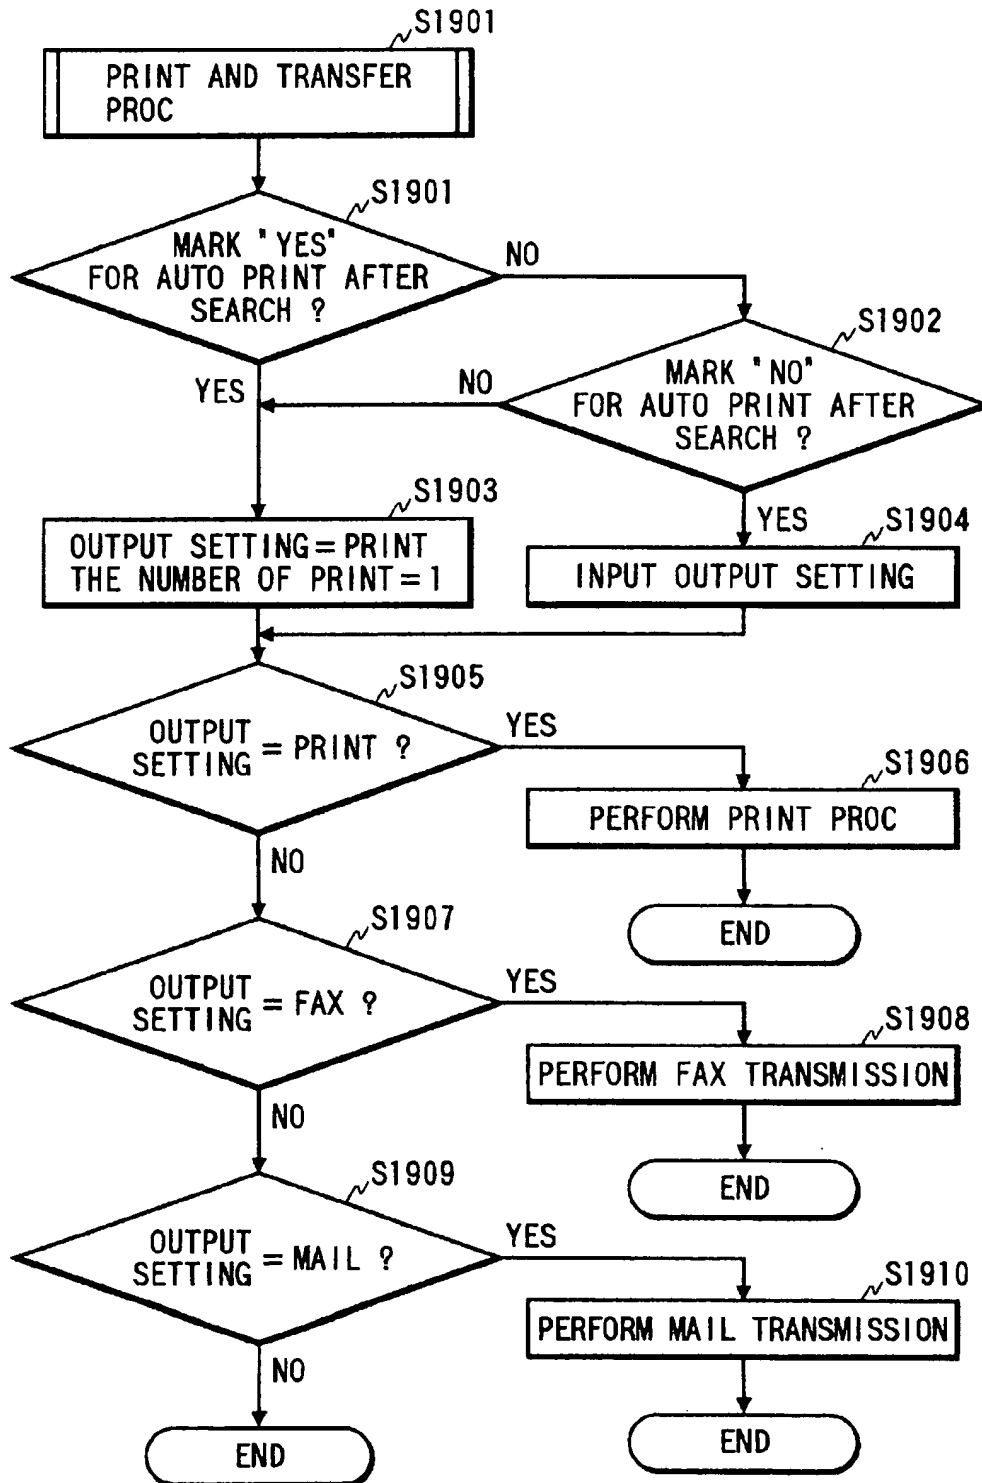 S1901
PRINT AND TRANSFER
PROC
S1901
MARK "YES"
FOR AUTO PRINT AFTER
SEARCH ?
NO
YES
S1902
MARK "NO"
FOR AUTO PRINT AFTER
SEARCH ?
NO
YES
S1903
OUTPUT SETTING=PRINT
THE NUMBER OF PRINT=1
S1904
INPUT OUTPUT SETTING
S1905
OUTPUT
SETTING = PRINT ?
YES
NO
S1906
PERFORM PRINT PROC
END
S1907
OUTPUT
SETTING = FAX ?
YES
NO
S1908
PERFORM FAX TRANSMISSION
END
S1909
OUTPUT
SETTING = MAIL ?
YES
NO
S1910
PERFORM MAIL TRANSMISSION
END
END